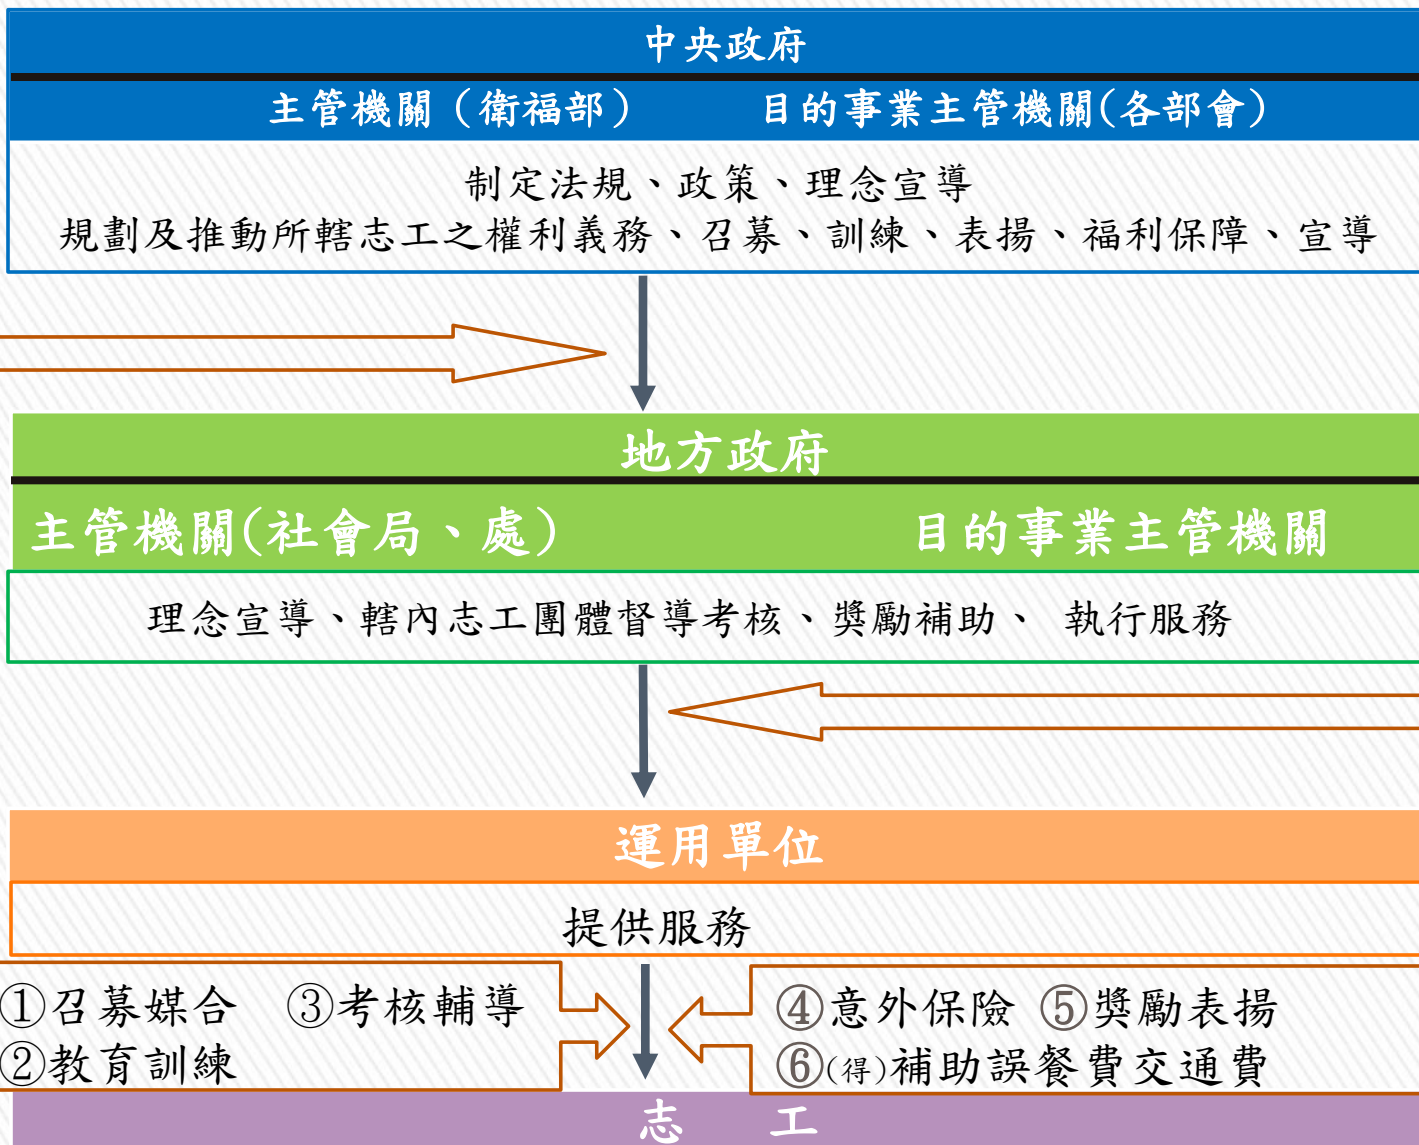 中央政府
主管機關（衛福部） 目的事業主管機關(各部會)
制定法規、政策、理念宣導
規劃及推動所轄志工之權利義務、召募、訓練、表揚、福利保障、宣導
地方政府
主管機關(社會局、處) 目的事業主管機關
理念宣導、轄內志工團體督導考核、獎勵補助、 執行服務
運用單位
提供服務
①召募媒合 ③考核輔導
②教育訓練
④意外保險 ⑤獎勵表揚
⑥(得)補助誤餐費交通費
志 工